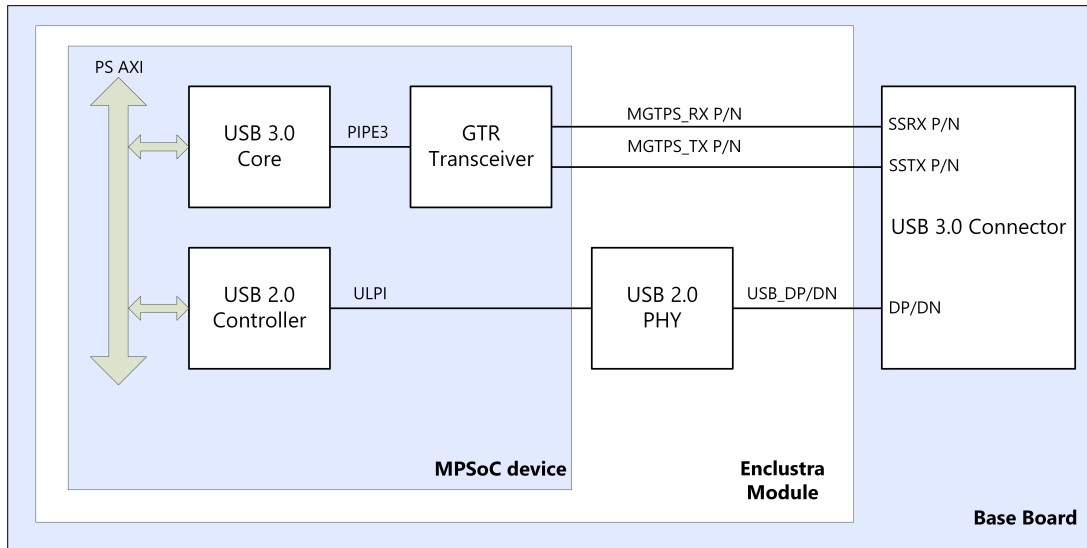 PS AXI
USB 3.0
Core
PIPE3
GTR
Transceiver
MGTPS_RX P/N
MGTPS_TX P/N
SSRX P/N
SSTX P/N
USB 3.0 Connector
USB 2.0
Controller
ULPI
USB 2.0
PHY
USB_DP/DN
DP/DN
MPSoC device
Enclustra
Module
Base Board